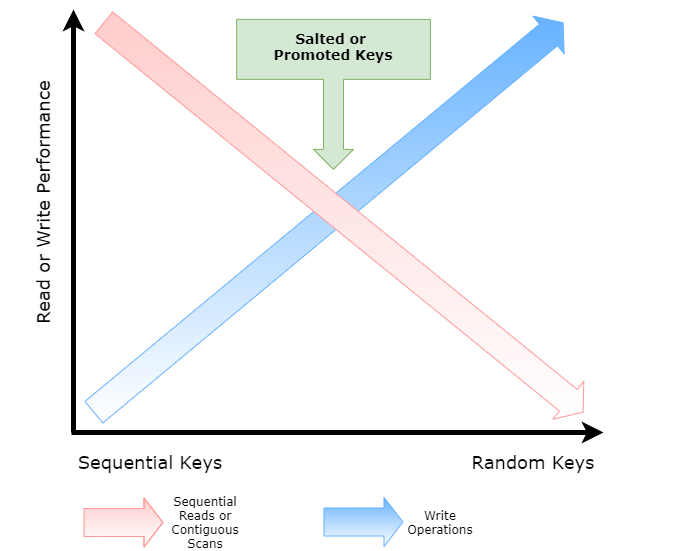 Salted or
Promoted Keys
Read or Write Performance
Sequential Keys
Random Keys
Sequential
Reads or
Contiguous
Scans
Write
Operations